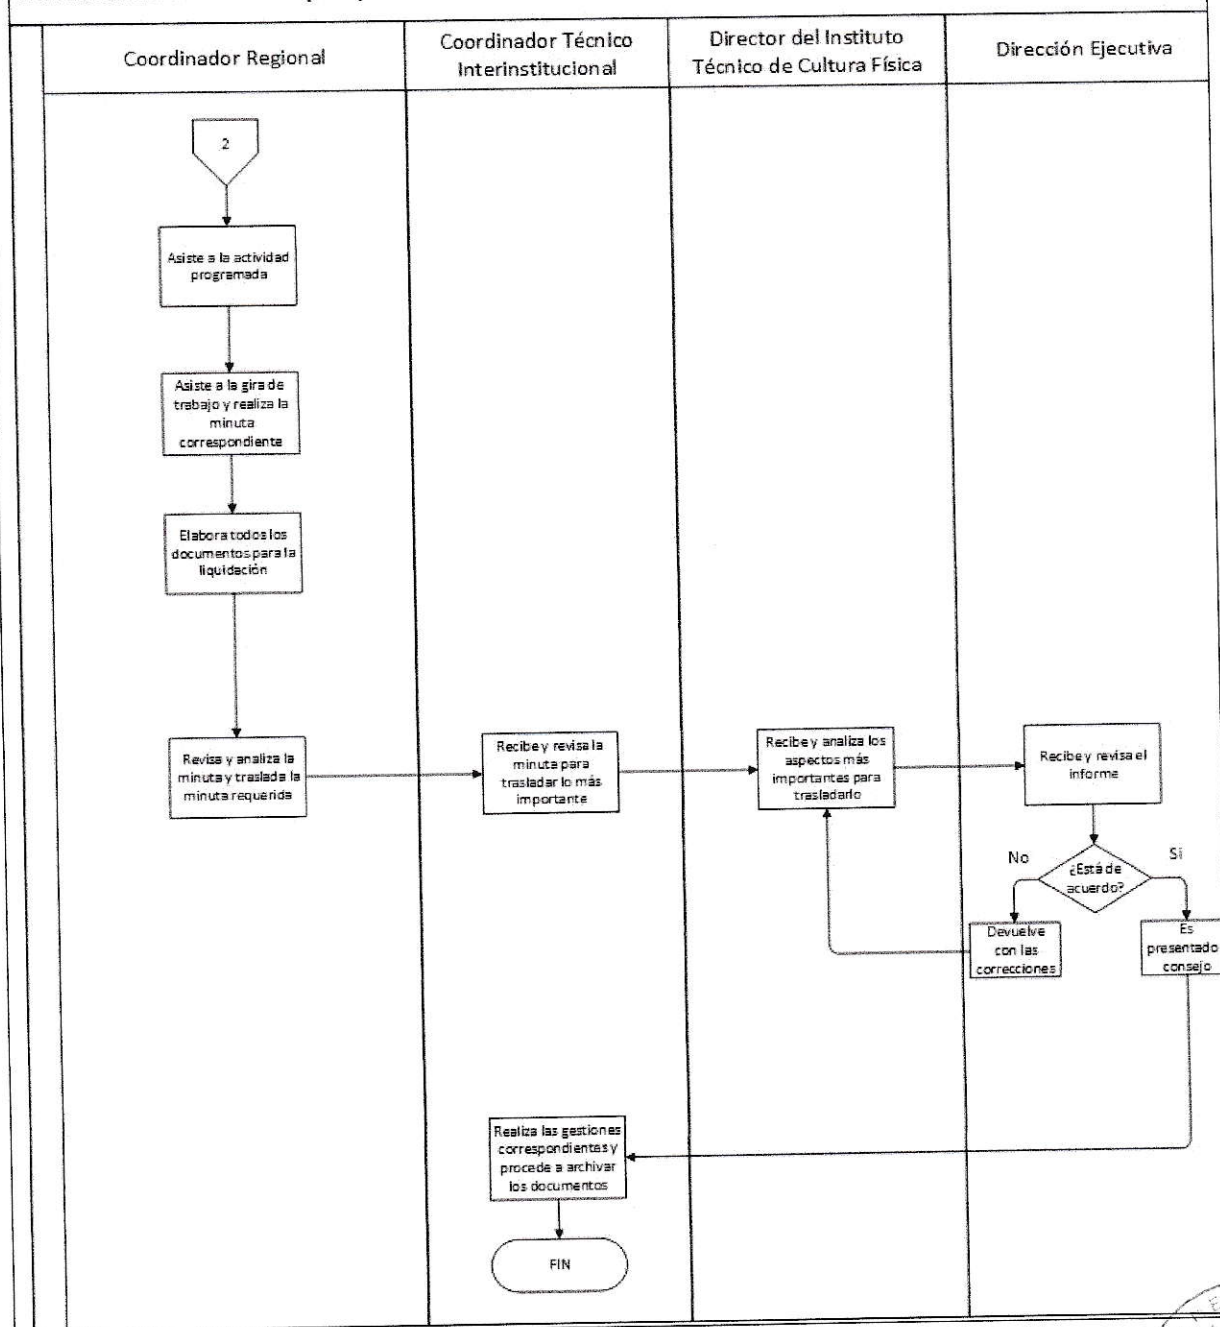 Coordinador Regional
Coordinador Técnico
Interinstitucional
Director del Instituto
Técnico de Cultura Física
Dirección Ejecutiva
2
Asiste a la actividad
programada
Asiste a la gira de
trabajo y realiza la
minuta
correspondiente
Elabora todos los
documentos para la
liquidación
Revisa y analiza la
minuta y traslada la
minuta requerida
Recibe y revisa la
minuta para
trasladar lo más
importante
Recibe y analiza los
aspectos más
importantes para
trasladarlo
Recibe y revisa el
informe
¿Está de
acuerdo?
No
Si
Devuelve
con las
correcciones
Es
presentado
consejo
Realiza las gestiones
correspondientes y
procede a archivar
los documentos
FIN